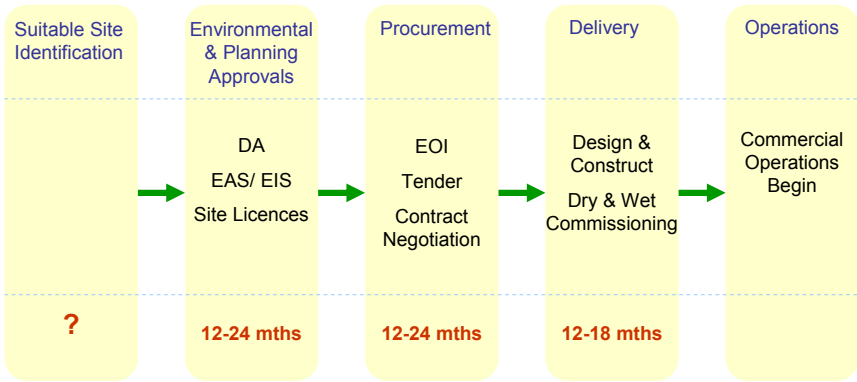 Suitable Site
Identification
Environmental
& Planning
Approvals
Procurement
Delivery
Operations
DA
EAS/ EIS
Site Licences
EOI
Tender
Contract
Negotiation
Design &
Construct
Dry & Wet
Commissioning
Commercial
Operations
Begin
?
12-24 mths
12-24 mths
12-18 mths